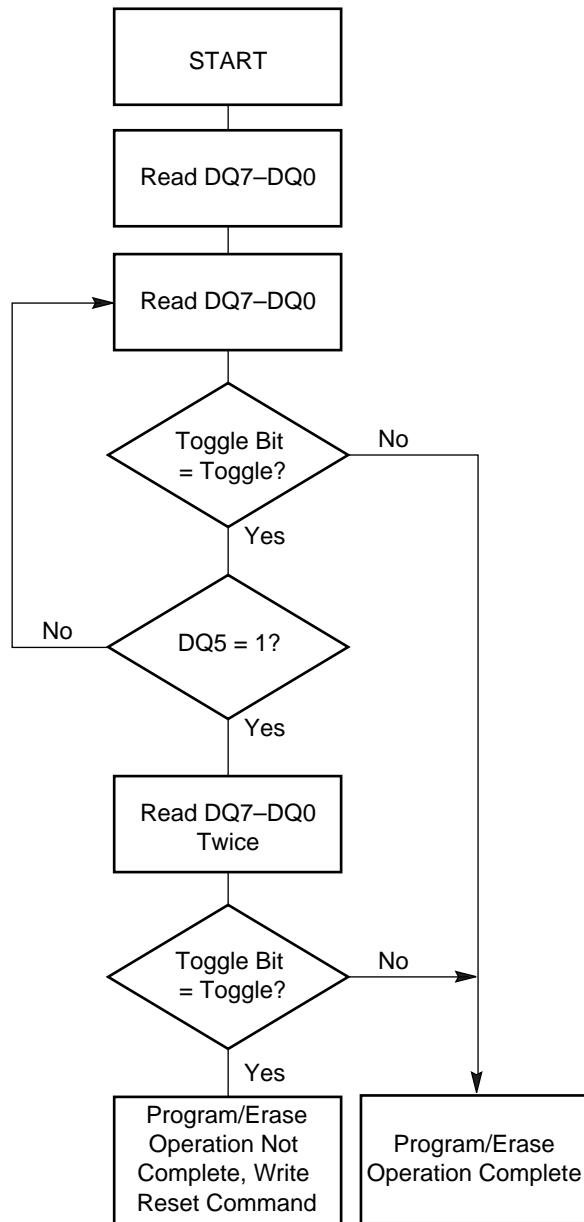 START
Read DQ7–DQ0
Read DQ7–DQ0
Toggle Bit
= Toggle?
No
Yes
No
DQ5 = 1?
Yes
Read DQ7–DQ0
Twice
Toggle Bit
= Toggle?
No
Yes
Program/Erase
Operation Not
Complete, Write
Reset Command
Program/Erase
Operation Complete